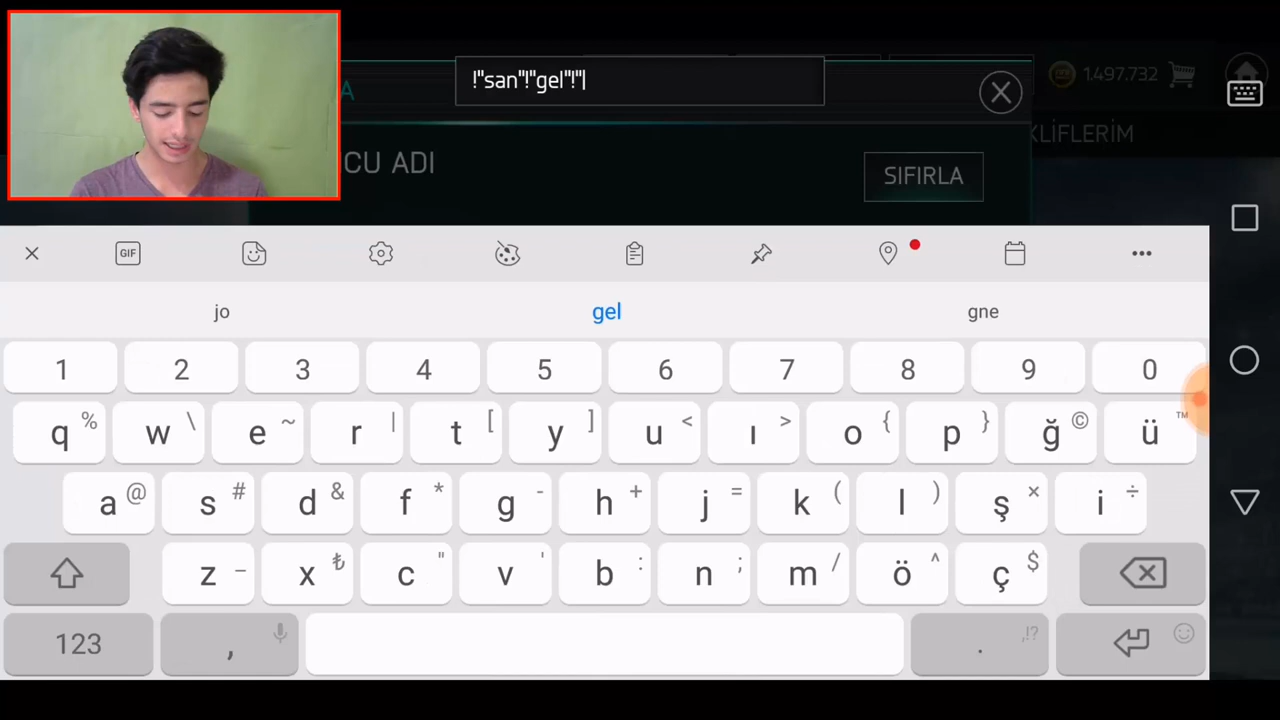 !"san"!"gel"!"
A
1.497.732
CU ADI
SIFIRLA
KLİFLERİM
GIF
jo gel gne
1 2 3 4 5 6 7 8 9 0
q % w \ e ~ r | t [ y ] u < ı > o { p } ğ © ü ™
a @ s # d & f * g - h + j = k ( l ) ş × i ÷
z _ x ₺ c " v ' b : n ; m / ö ^ ç $
123 , . ,!?